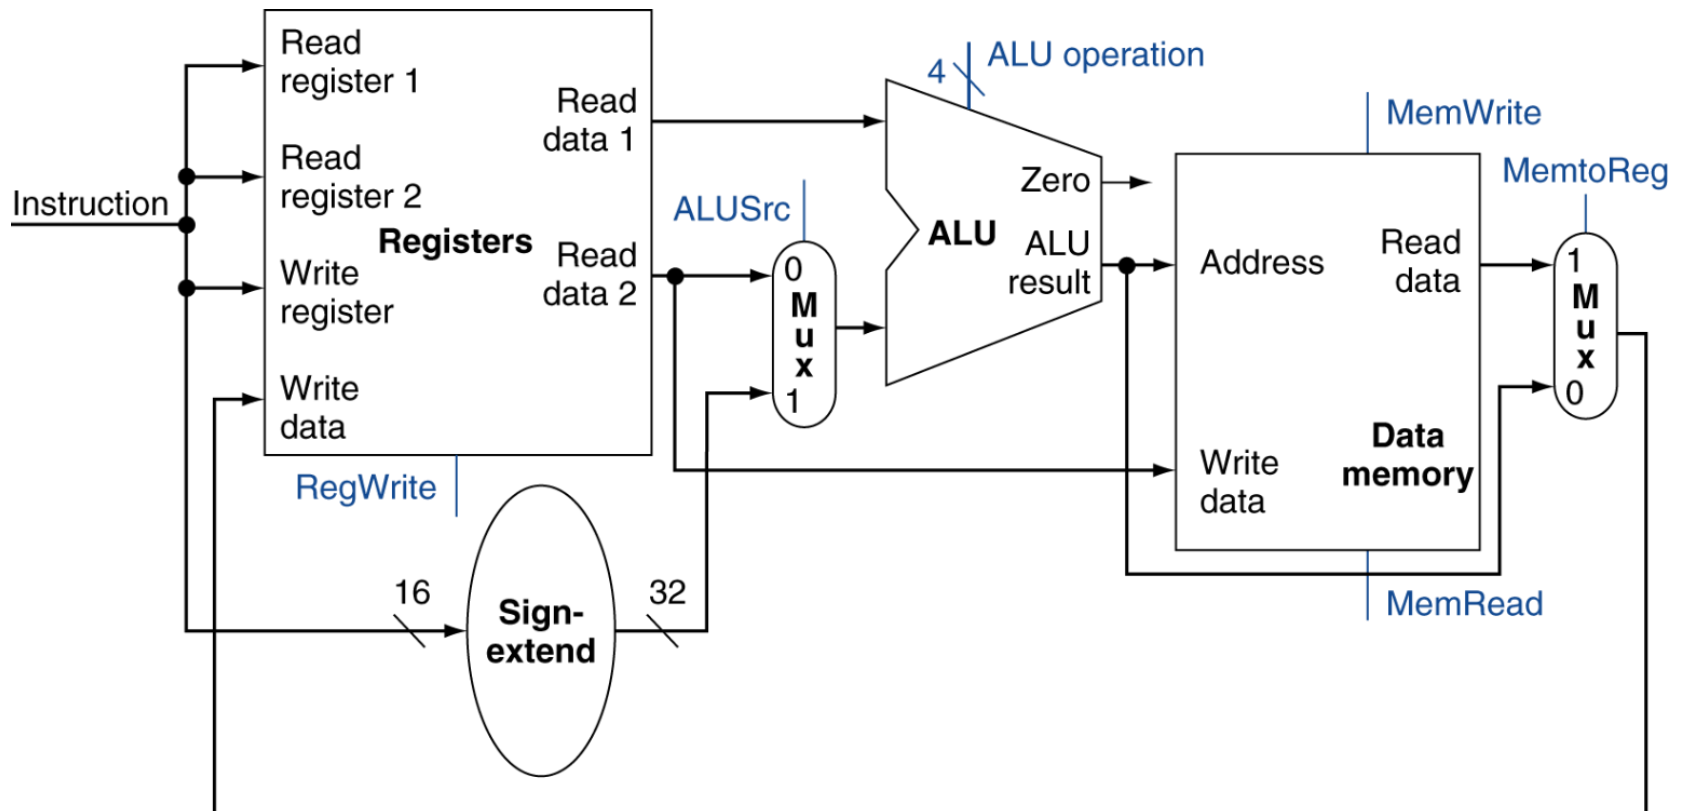 Instruction
Read
register 1
Read
register 2
Registers
Write
register
Write
data
Read
data 1
Read
data 2
RegWrite
16
Sign-
extend
32
ALUSrc
0
M
u
x
1
4
ALU operation
Zero
ALU
ALU
result
MemWrite
Address
Read
data
Write
data
Data
memory
MemRead
MemtoReg
1
M
u
x
0